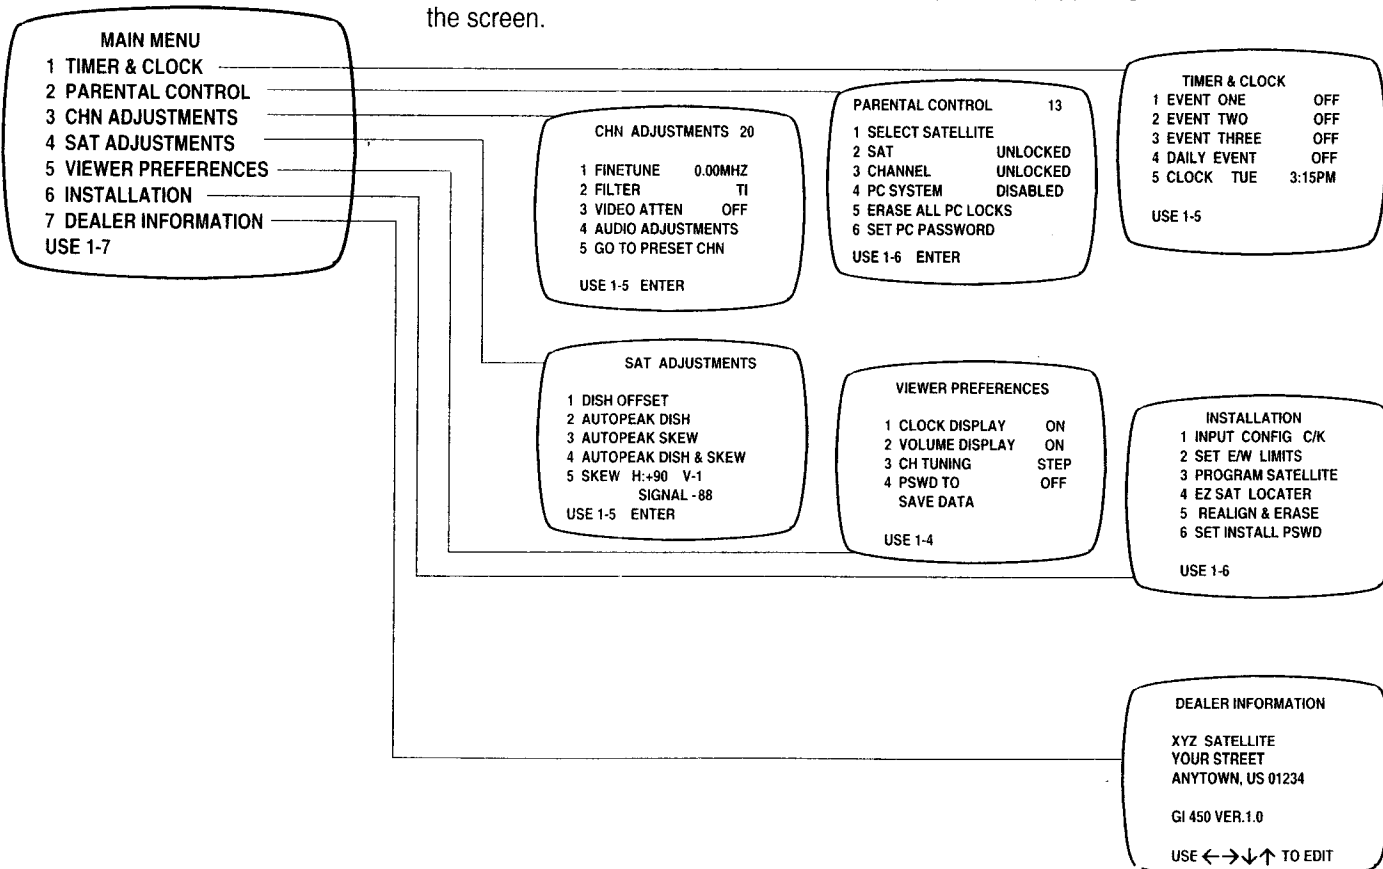 the screen.
MAIN MENU
1 TIMER & CLOCK
2 PARENTAL CONTROL
3 CHN ADJUSTMENTS
4 SAT ADJUSTMENTS
5 VIEWER PREFERENCES
6 INSTALLATION
7 DEALER INFORMATION
USE 1-7
CHN ADJUSTMENTS 20
1 FINETUNE 0.00MHZ
2 FILTER TI
3 VIDEO ATTEN OFF
4 AUDIO ADJUSTMENTS
5 GO TO PRESET CHN
USE 1-5 ENTER
PARENTAL CONTROL 13
1 SELECT SATELLITE
2 SAT UNLOCKED
3 CHANNEL UNLOCKED
4 PC SYSTEM DISABLED
5 ERASE ALL PC LOCKS
6 SET PC PASSWORD
USE 1-6 ENTER
TIMER & CLOCK
1 EVENT ONE OFF
2 EVENT TWO OFF
3 EVENT THREE OFF
4 DAILY EVENT OFF
5 CLOCK TUE 3:15PM
USE 1-5
SAT ADJUSTMENTS
1 DISH OFFSET
2 AUTOPEAK DISH
3 AUTOPEAK SKEW
4 AUTOPEAK DISH & SKEW
5 SKEW H:+90 V-1
SIGNAL -88
USE 1-5 ENTER
VIEWER PREFERENCES
1 CLOCK DISPLAY ON
2 VOLUME DISPLAY ON
3 CH TUNING STEP
4 PSWD TO OFF
SAVE DATA
USE 1-4
INSTALLATION
1 INPUT CONFIG C/K
2 SET E/W LIMITS
3 PROGRAM SATELLITE
4 EZ SAT LOCATER
5 REALIGN & ERASE
6 SET INSTALL PSWD
USE 1-6
DEALER INFORMATION
XYZ SATELLITE
YOUR STREET
ANYTOWN, US 01234
GI 450 VER.1.0
USE ←→↓↑ TO EDIT